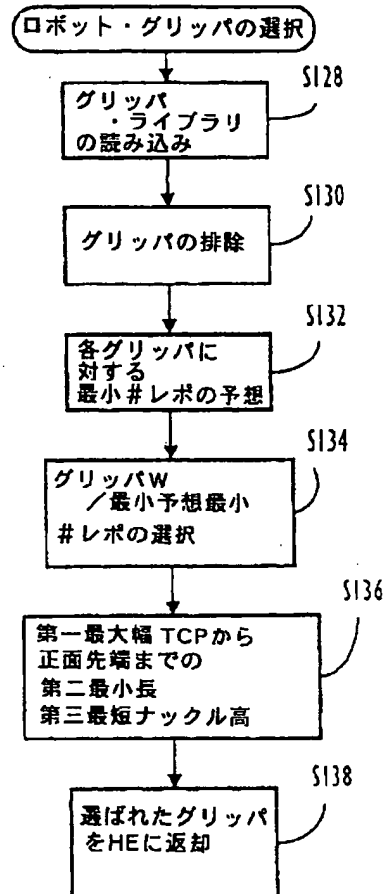 ロボット・グリッパの選択
S128
グリッパ
・ライブラリ
の読み込み
S130
グリッパの排除
S132
各グリッパに
対する
最小#レポの予想
S134
グリッパW
/最小予想最小
#レポの選択
S136
第一最大幅TCPから
正面先端までの
第二最小長
第三最短ナックル高
S138
選ばれたグリッパ
をHEに返却